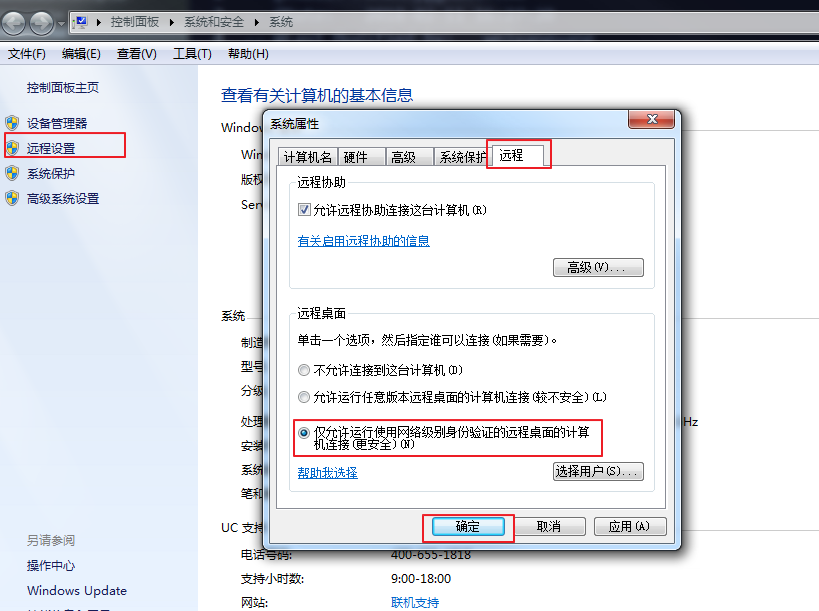 控制面板 ▸ 系统和安全 ▸ 系统
文件(F) 编辑(E) 查看(V) 工具(T) 帮助(H)
控制面板主页
设备管理器
远程设置
系统保护
高级系统设置
另请参阅
操作中心
Windows Update
查看有关计算机的基本信息
Window
Win
版权
Serv
系统
制造
型号
分级
处理
Hz
安装
系统
笔和
UC 支持
电话号码: 400-655-1818
支持小时数: 9:00-18:00
网站: 联机支持
系统属性
计算机名 硬件 高级 系统保护 远程
远程协助
允许远程协助连接这台计算机(R)
有关启用远程协助的信息
高级(V)...
远程桌面
单击一个选项，然后指定谁可以连接(如果需要)。
不允许连接到这台计算机(D)
允许运行任意版本远程桌面的计算机连接(较不安全)(L)
仅允许运行使用网络级别身份验证的远程桌面的计算
机连接(更安全)(N)
帮助我选择 选择用户(S)...
确定 取消 应用(A)